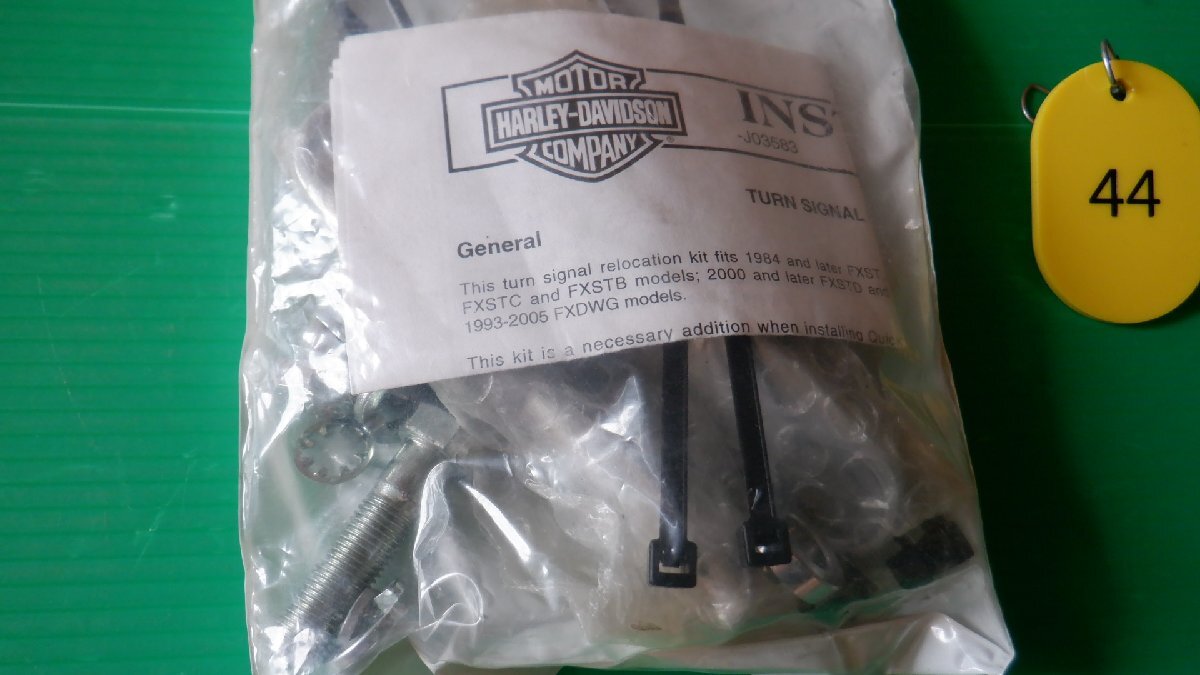 MOTOR
HARLEY-DAVIDSON
COMPANY
®
INS
-J03583
TURN SIGNAL
General
This turn signal relocation kit fits 1984 and later FXST
FXSTC and FXSTB models; 2000 and later FXSTD and
1993-2005 FXDWG models.
This kit is a necessary addition when installing Quick
44